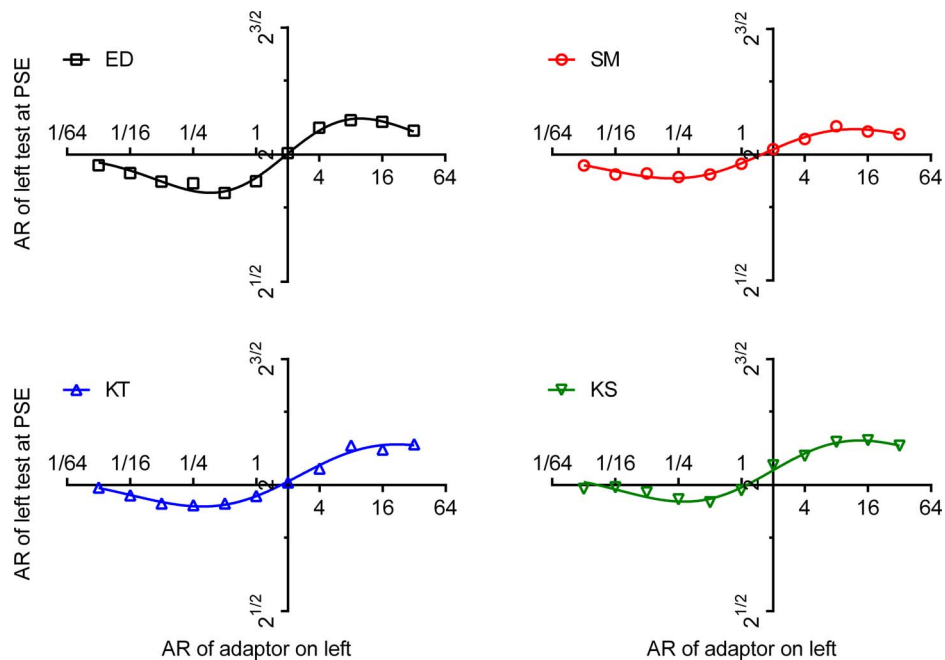 AR of left test at PSE
ED
2^3/2
1/64 1/16 1/4 1
2
4 16 64
2^1/2
SM
2^3/2
1/64 1/16 1/4 1
2
4 16 64
2^1/2
AR of left test at PSE
KT
2^3/2
1/64 1/16 1/4 1
2
4 16 64
2^1/2
AR of adaptor on left
KS
2^3/2
1/64 1/16 1/4 1
2
4 16 64
2^1/2
AR of adaptor on left